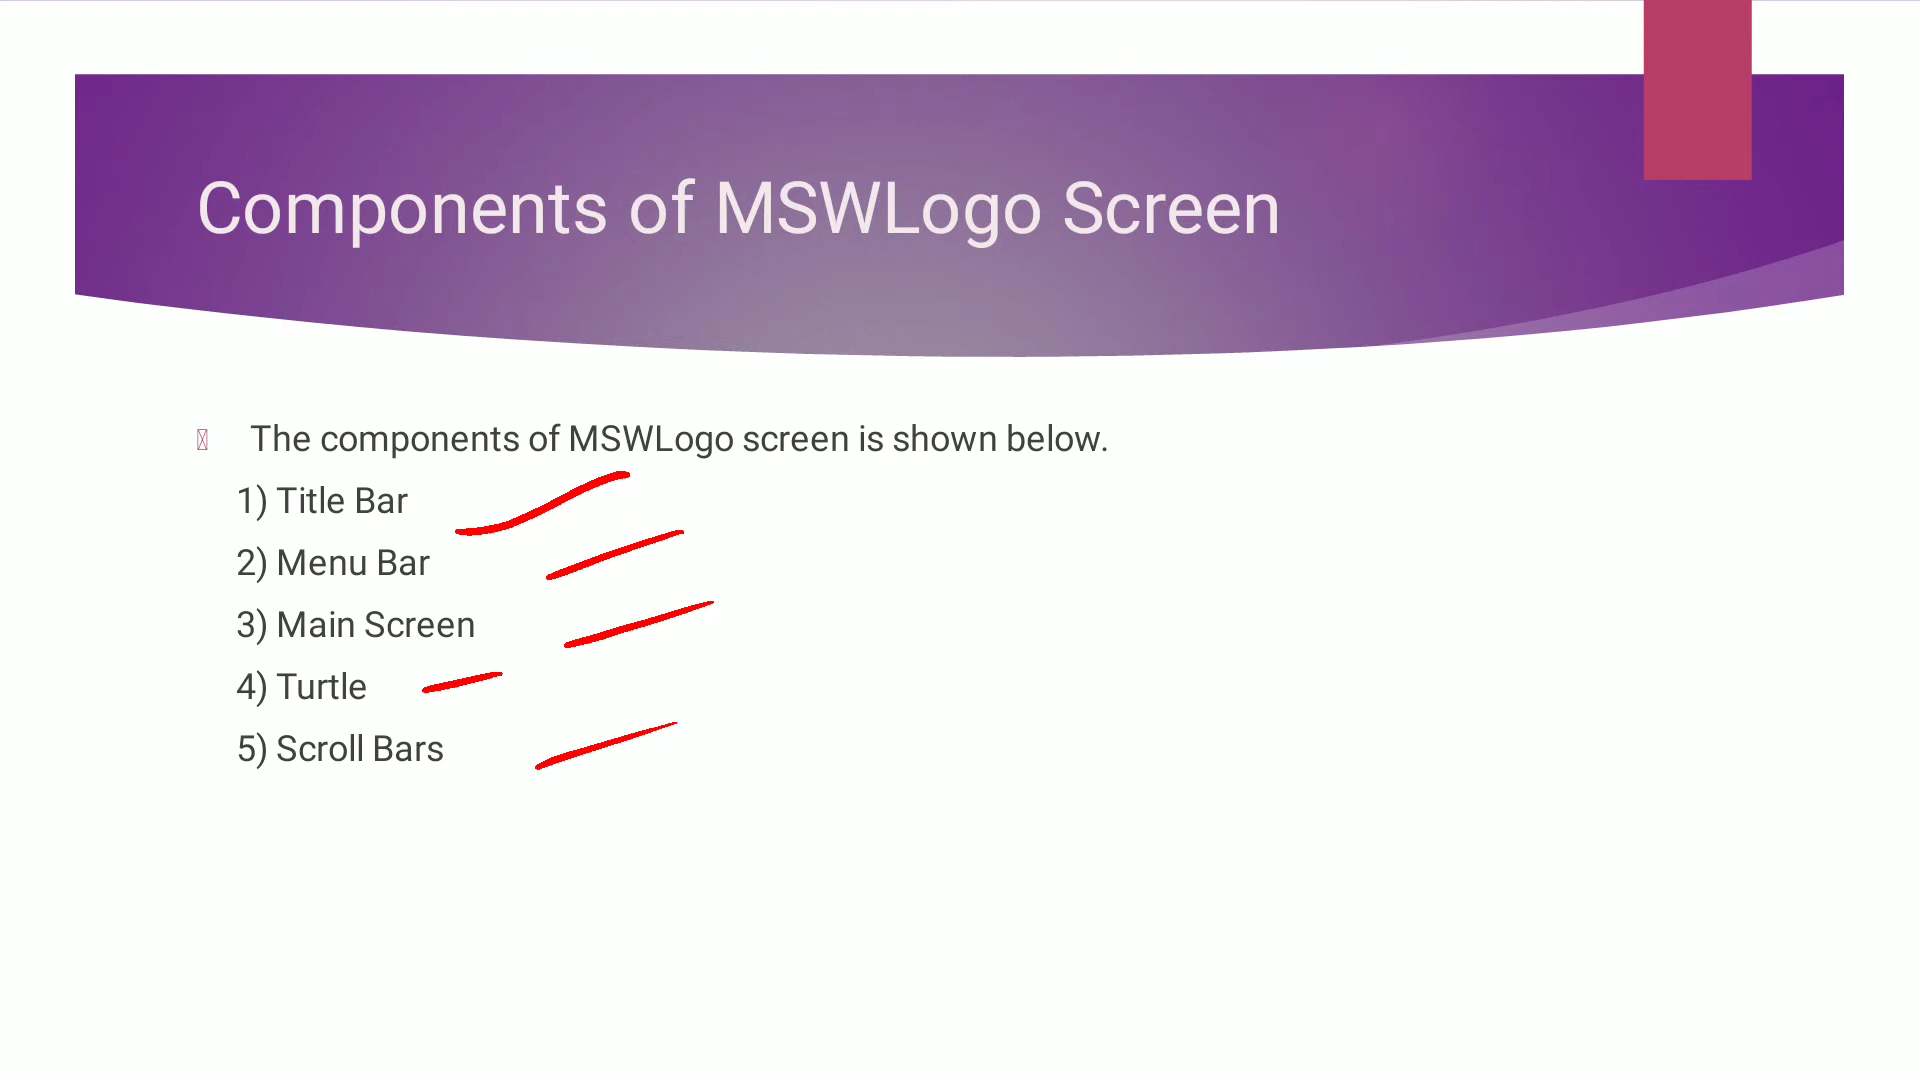 Components of MSWLogo Screen
The components of MSWLogo screen is shown below.
1) Title Bar
2) Menu Bar
3) Main Screen
4) Turtle
5) Scroll Bars